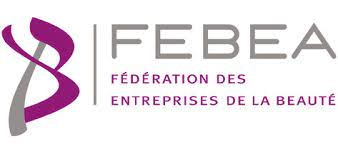 FEBEA
FÉDÉRATION DES
ENTREPRISES DE LA BEAUTÉ